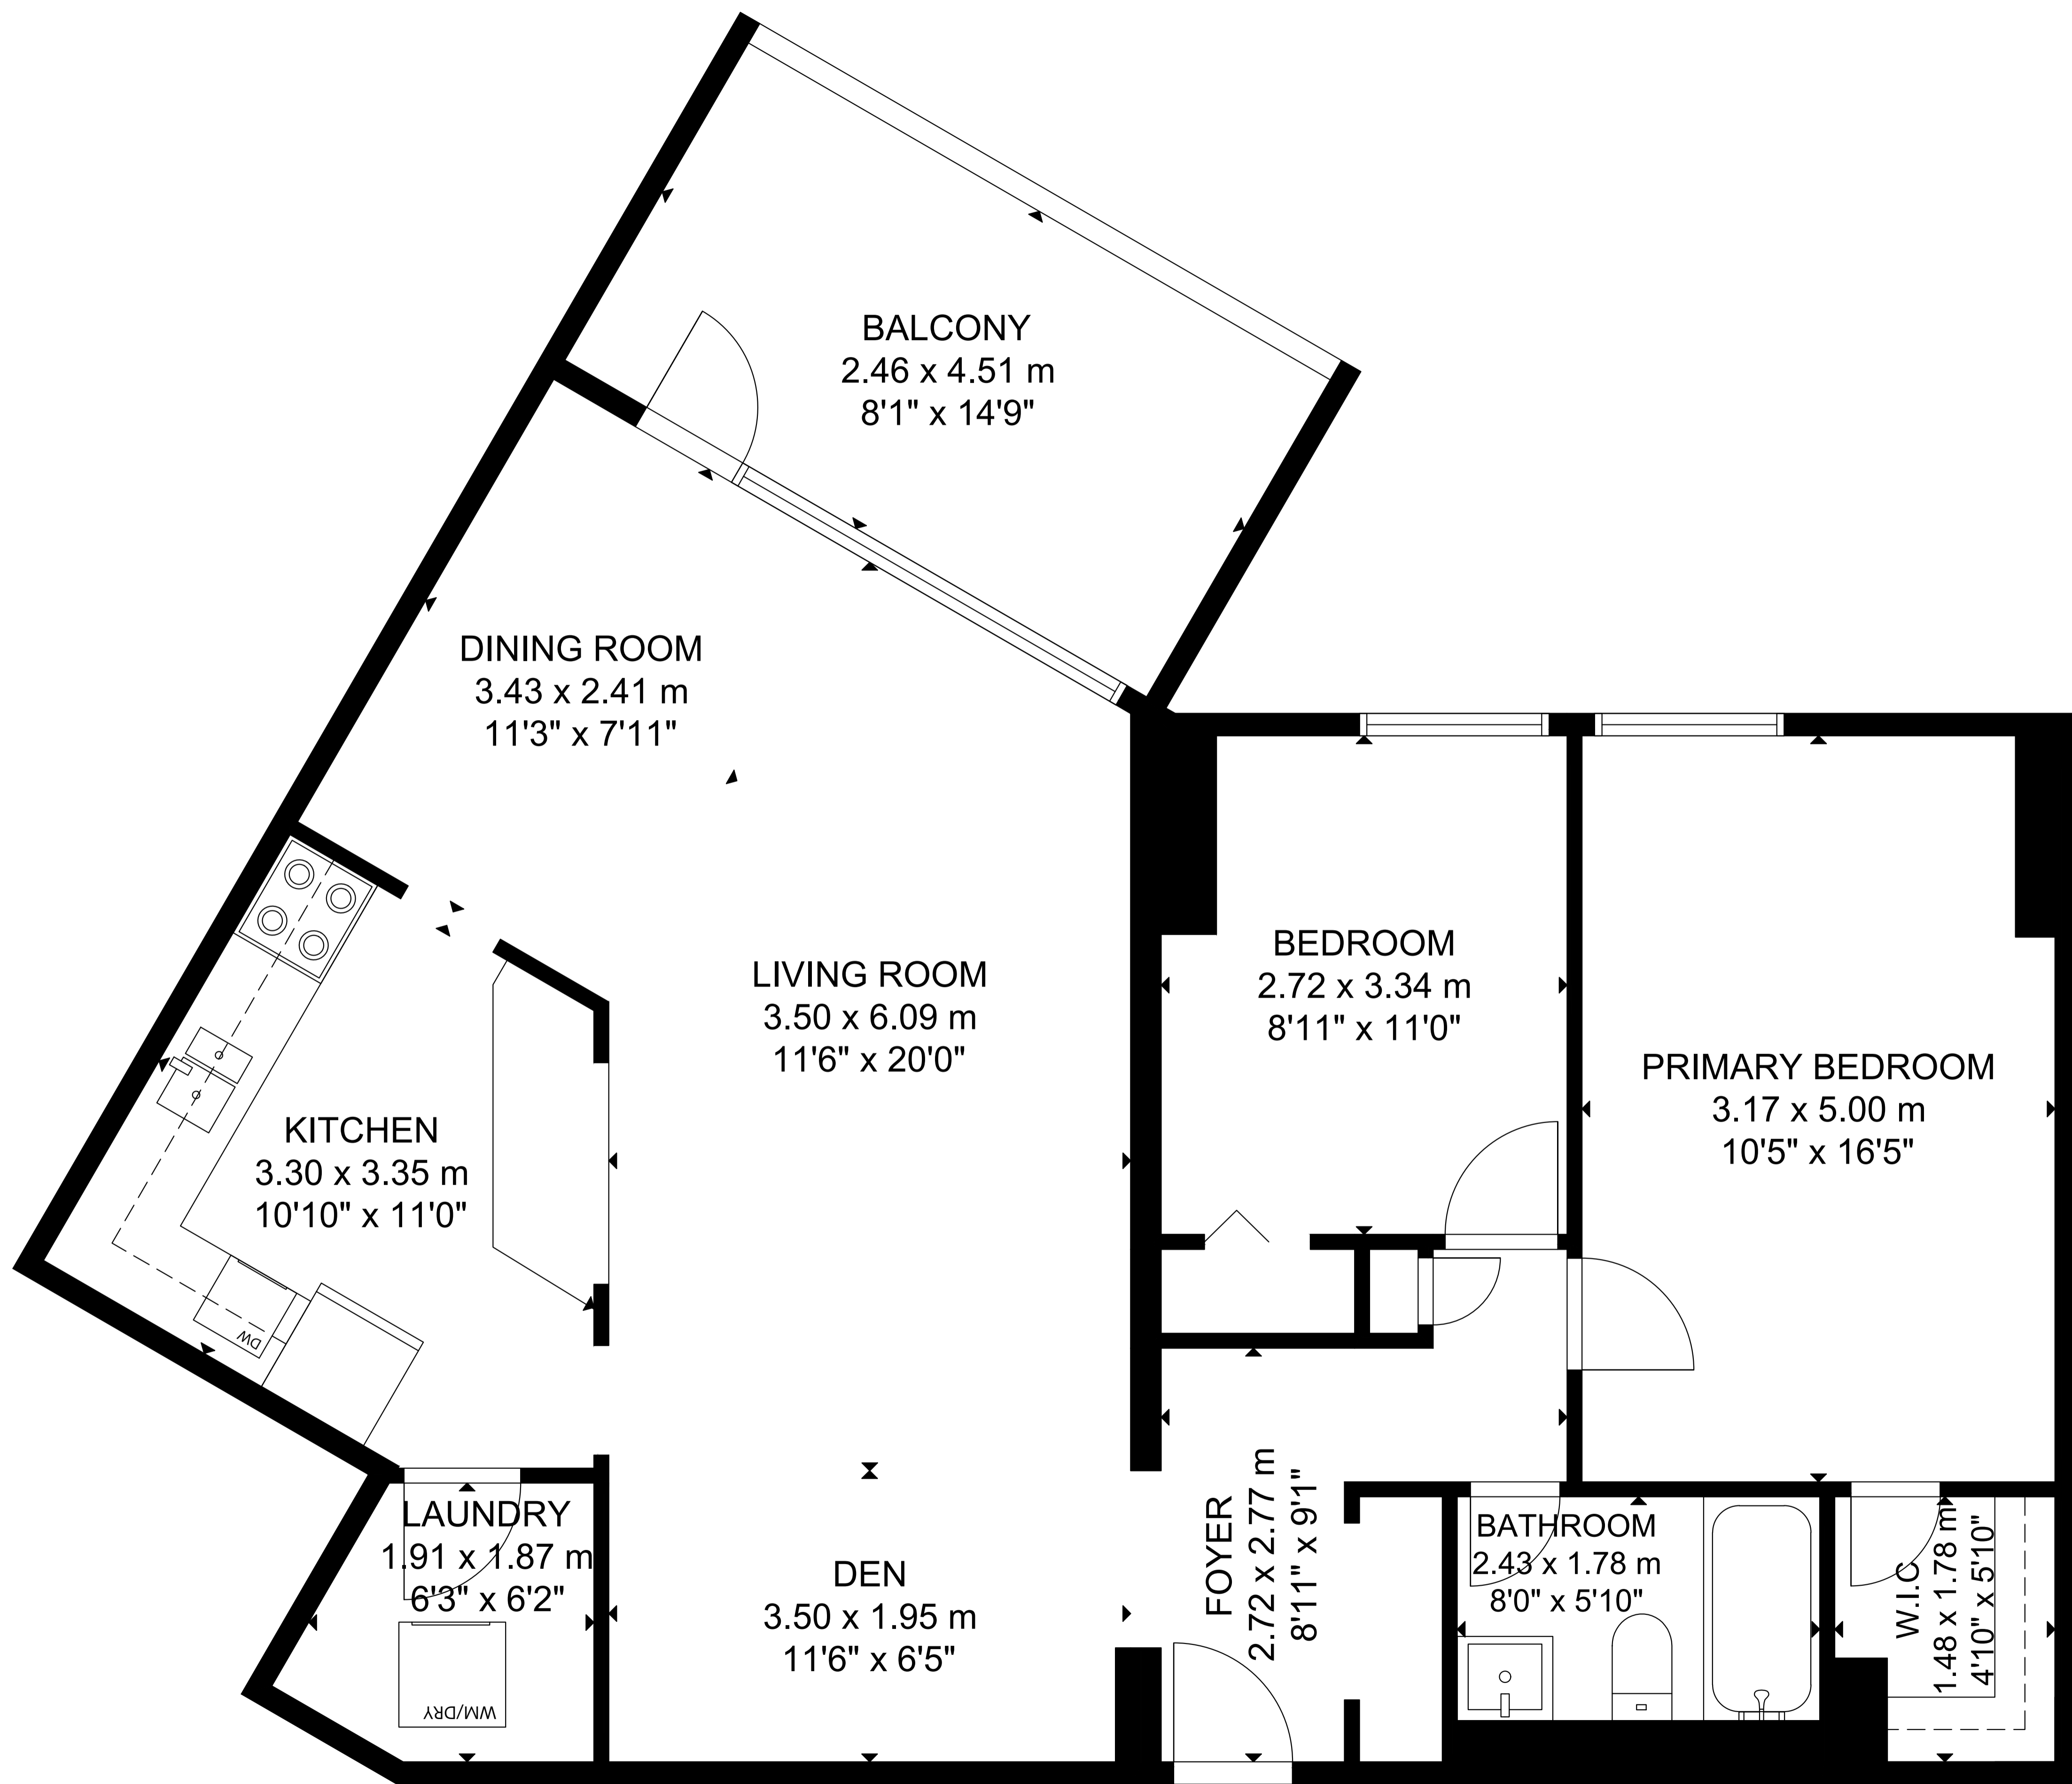 BALCONY
2.46 x 4.51 m
8'1" x 14'9"
DINING ROOM
3.43 x 2.41 m
11'3" x 7'11"
LIVING ROOM
3.50 x 6.09 m
11'6" x 20'0"
BEDROOM
2.72 x 3.34 m
8'11" x 11'0"
PRIMARY BEDROOM
3.17 x 5.00 m
10'5" x 16'5"
KITCHEN
3.30 x 3.35 m
10'10" x 11'0"
DW
LAUNDRY
1.91 x 1.87 m
6'3" x 6'2"
WM/DRY
DEN
3.50 x 1.95 m
11'6" x 6'5"
FOYER
2.72 x 2.77 m
8'11" x 9'1"
BATHROOM
2.43 x 1.78 m
8'0" x 5'10"
W.I.C
1.48 x 1.78 m
4'10" x 5'10"